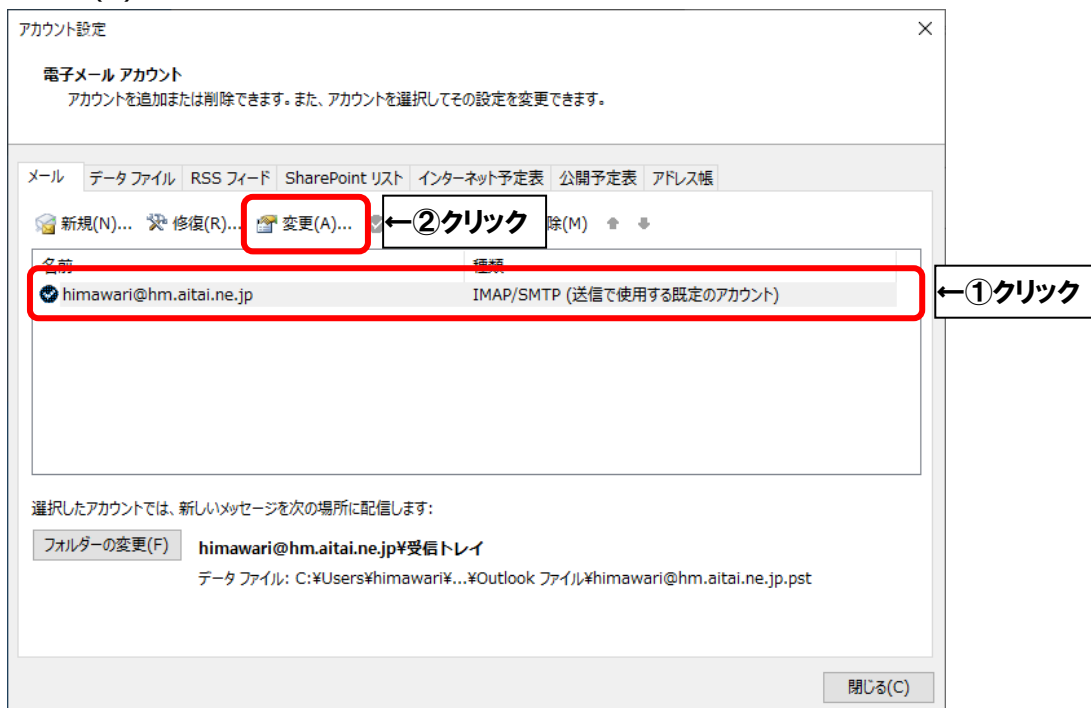 アカウント設定
電子メール アカウント
アカウントを追加または削除できます。また、アカウントを選択してその設定を変更できます。
メール データ ファイル RSS フィード SharePoint リスト インターネット予定表 公開予定表 アドレス帳
新規(N)... 修復(R)... 変更(A)... ←②クリック 除(M)
名前 種類
himawari@hm.aitai.ne.jp IMAP/SMTP (送信で使用する既定のアカウント)
←①クリック
選択したアカウントでは、新しいメッセージを次の場所に配信します:
フォルダーの変更(F) himawari@hm.aitai.ne.jp¥受信トレイ
データ ファイル: C:¥Users¥himawari¥...¥Outlook ファイル¥himawari@hm.aitai.ne.jp.pst
閉じる(C)